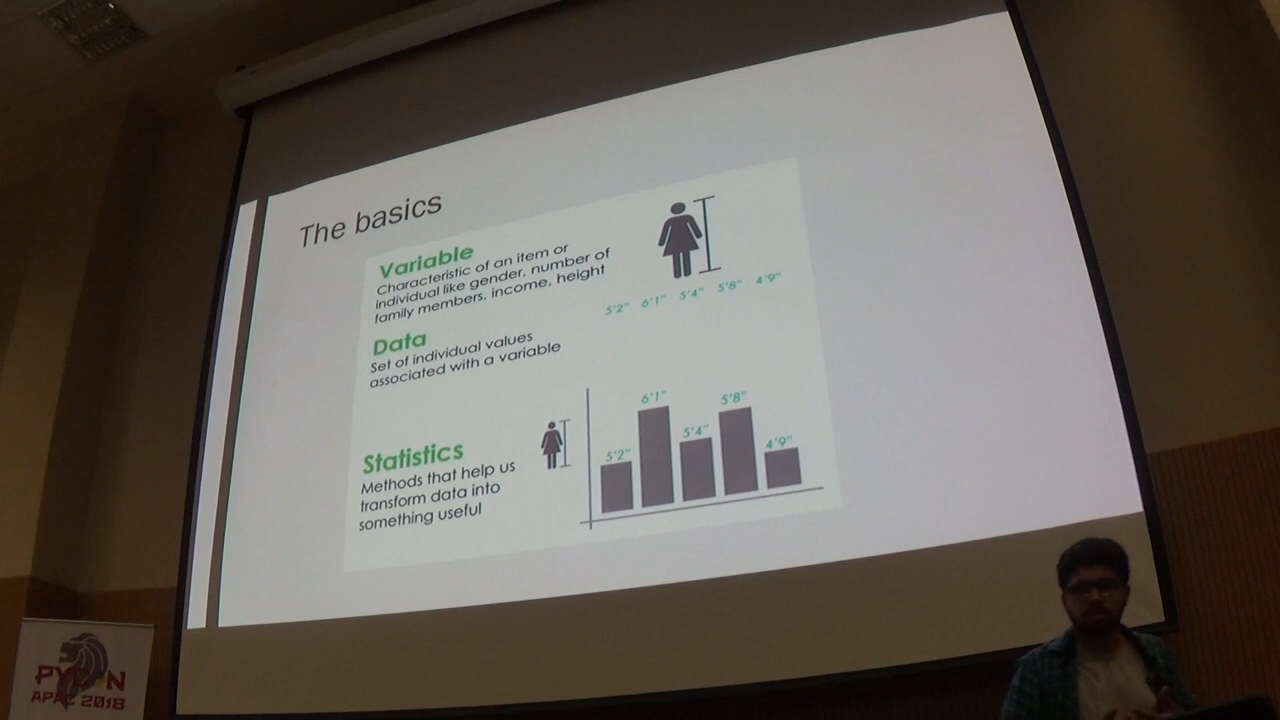 The basics
Variable
Characteristic of an item or
individual like gender, number of
family members, income, height
5'2" 6'1" 5'4" 5'8" 4'9"
Data
Set of individual values
associated with a variable
Statistics
Methods that help us
transform data into
something useful
5'2" 6'1" 5'4" 5'8" 4'9"
PYCON
APAC 2018